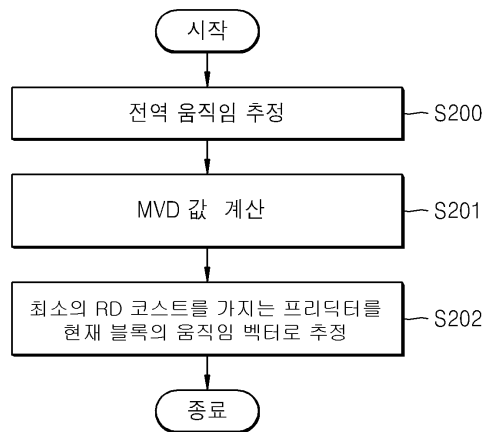 시작
전역 움직임 추정
S200
MVD 값 계산
S201
최소의 RD 코스트를 가지는 프리딕터를
현재 블록의 움직임 벡터로 추정
S202
종료